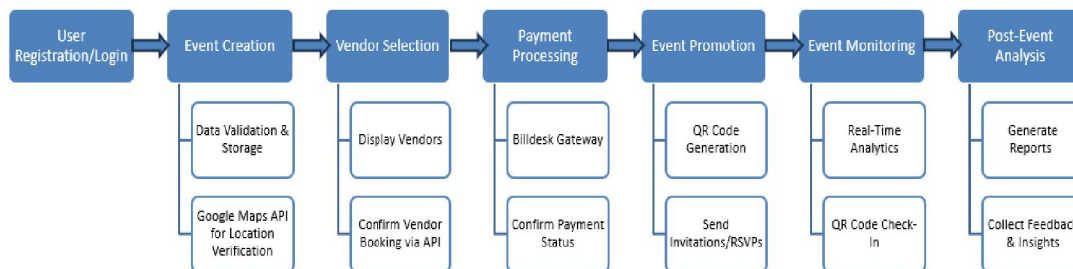 User
Registration/Login
Event Creation
Vendor Selection
Payment
Processing
Event Promotion
Event Monitoring
Post-Event
Analysis
Data Validation &
Storage
Display Vendors
Billdesk Gateway
QR Code
Generation
Real-Time
Analytics
Generate
Reports
Google Maps API
for Location
Verification
Confirm Vendor
Booking via API
Confirm Payment
Status
Send
Invitations/RSVPs
QR Code Check-
In
Collect Feedback
& Insights